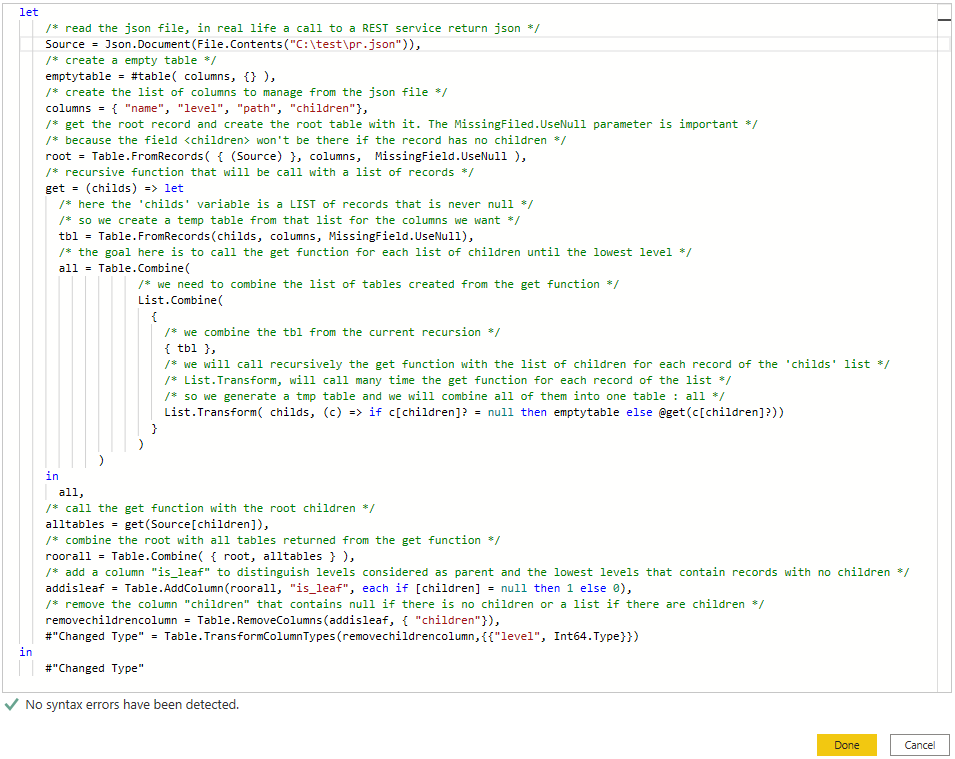 let
/* read the json file, in real life a call to a REST service return json */
Source = Json.Document(File.Contents("C:\test\pr.json")),
/* create a empty table */
emptytable = #table( columns, {} ),
/* create the list of columns to manage from the json file */
columns = { "name", "level", "path", "children"},
/* get the root record and create the root table with it. The MissingFiled.UseNull parameter is important */
/* because the field <children> won't be there if the record has no children */
root = Table.FromRecords( { (Source) }, columns,  MissingField.UseNull ),
/* recursive function that will be call with a list of records */
get = (childs) => let
/* here the 'childs' variable is a LIST of records that is never null */
/* so we create a temp table from that list for the columns we want */
tbl = Table.FromRecords(childs, columns, MissingField.UseNull),
/* the goal here is to call the get function for each list of children until the lowest level */
all = Table.Combine(
/* we need to combine the list of tables created from the get function */
List.Combine(
{
/* we combine the tbl from the current recursion */
{ tbl },
/* we will call recursively the get function with the list of children for each record of the 'childs' list */
/* List.Transform, will call many time the get function for each record of the list */
/* so we generate a tmp table and we will combine all of them into one table : all */
List.Transform( childs, (c) => if c[children]? = null then emptytable else @get(c[children]?))
}
)
)
in
all,
/* call the get function with the root children */
alltables = get(Source[children]),
/* combine the root with all tables returned from the get function */
roorall = Table.Combine( { root, alltables } ),
/* add a column "is_leaf" to distinguish levels considered as parent and the lowest levels that contain records with no children */
addisleaf = Table.AddColumn(roorall, "is_leaf", each if [children] = null then 1 else 0),
/* remove the column "children" that contains null if there is no children or a list if there are children */
removechildrencolumn = Table.RemoveColumns(addisleaf, { "children"}),
#"Changed Type" = Table.TransformColumnTypes(removechildrencolumn,{{"level", Int64.Type}})
in
#"Changed Type"
No syntax errors have been detected.
Done
Cancel